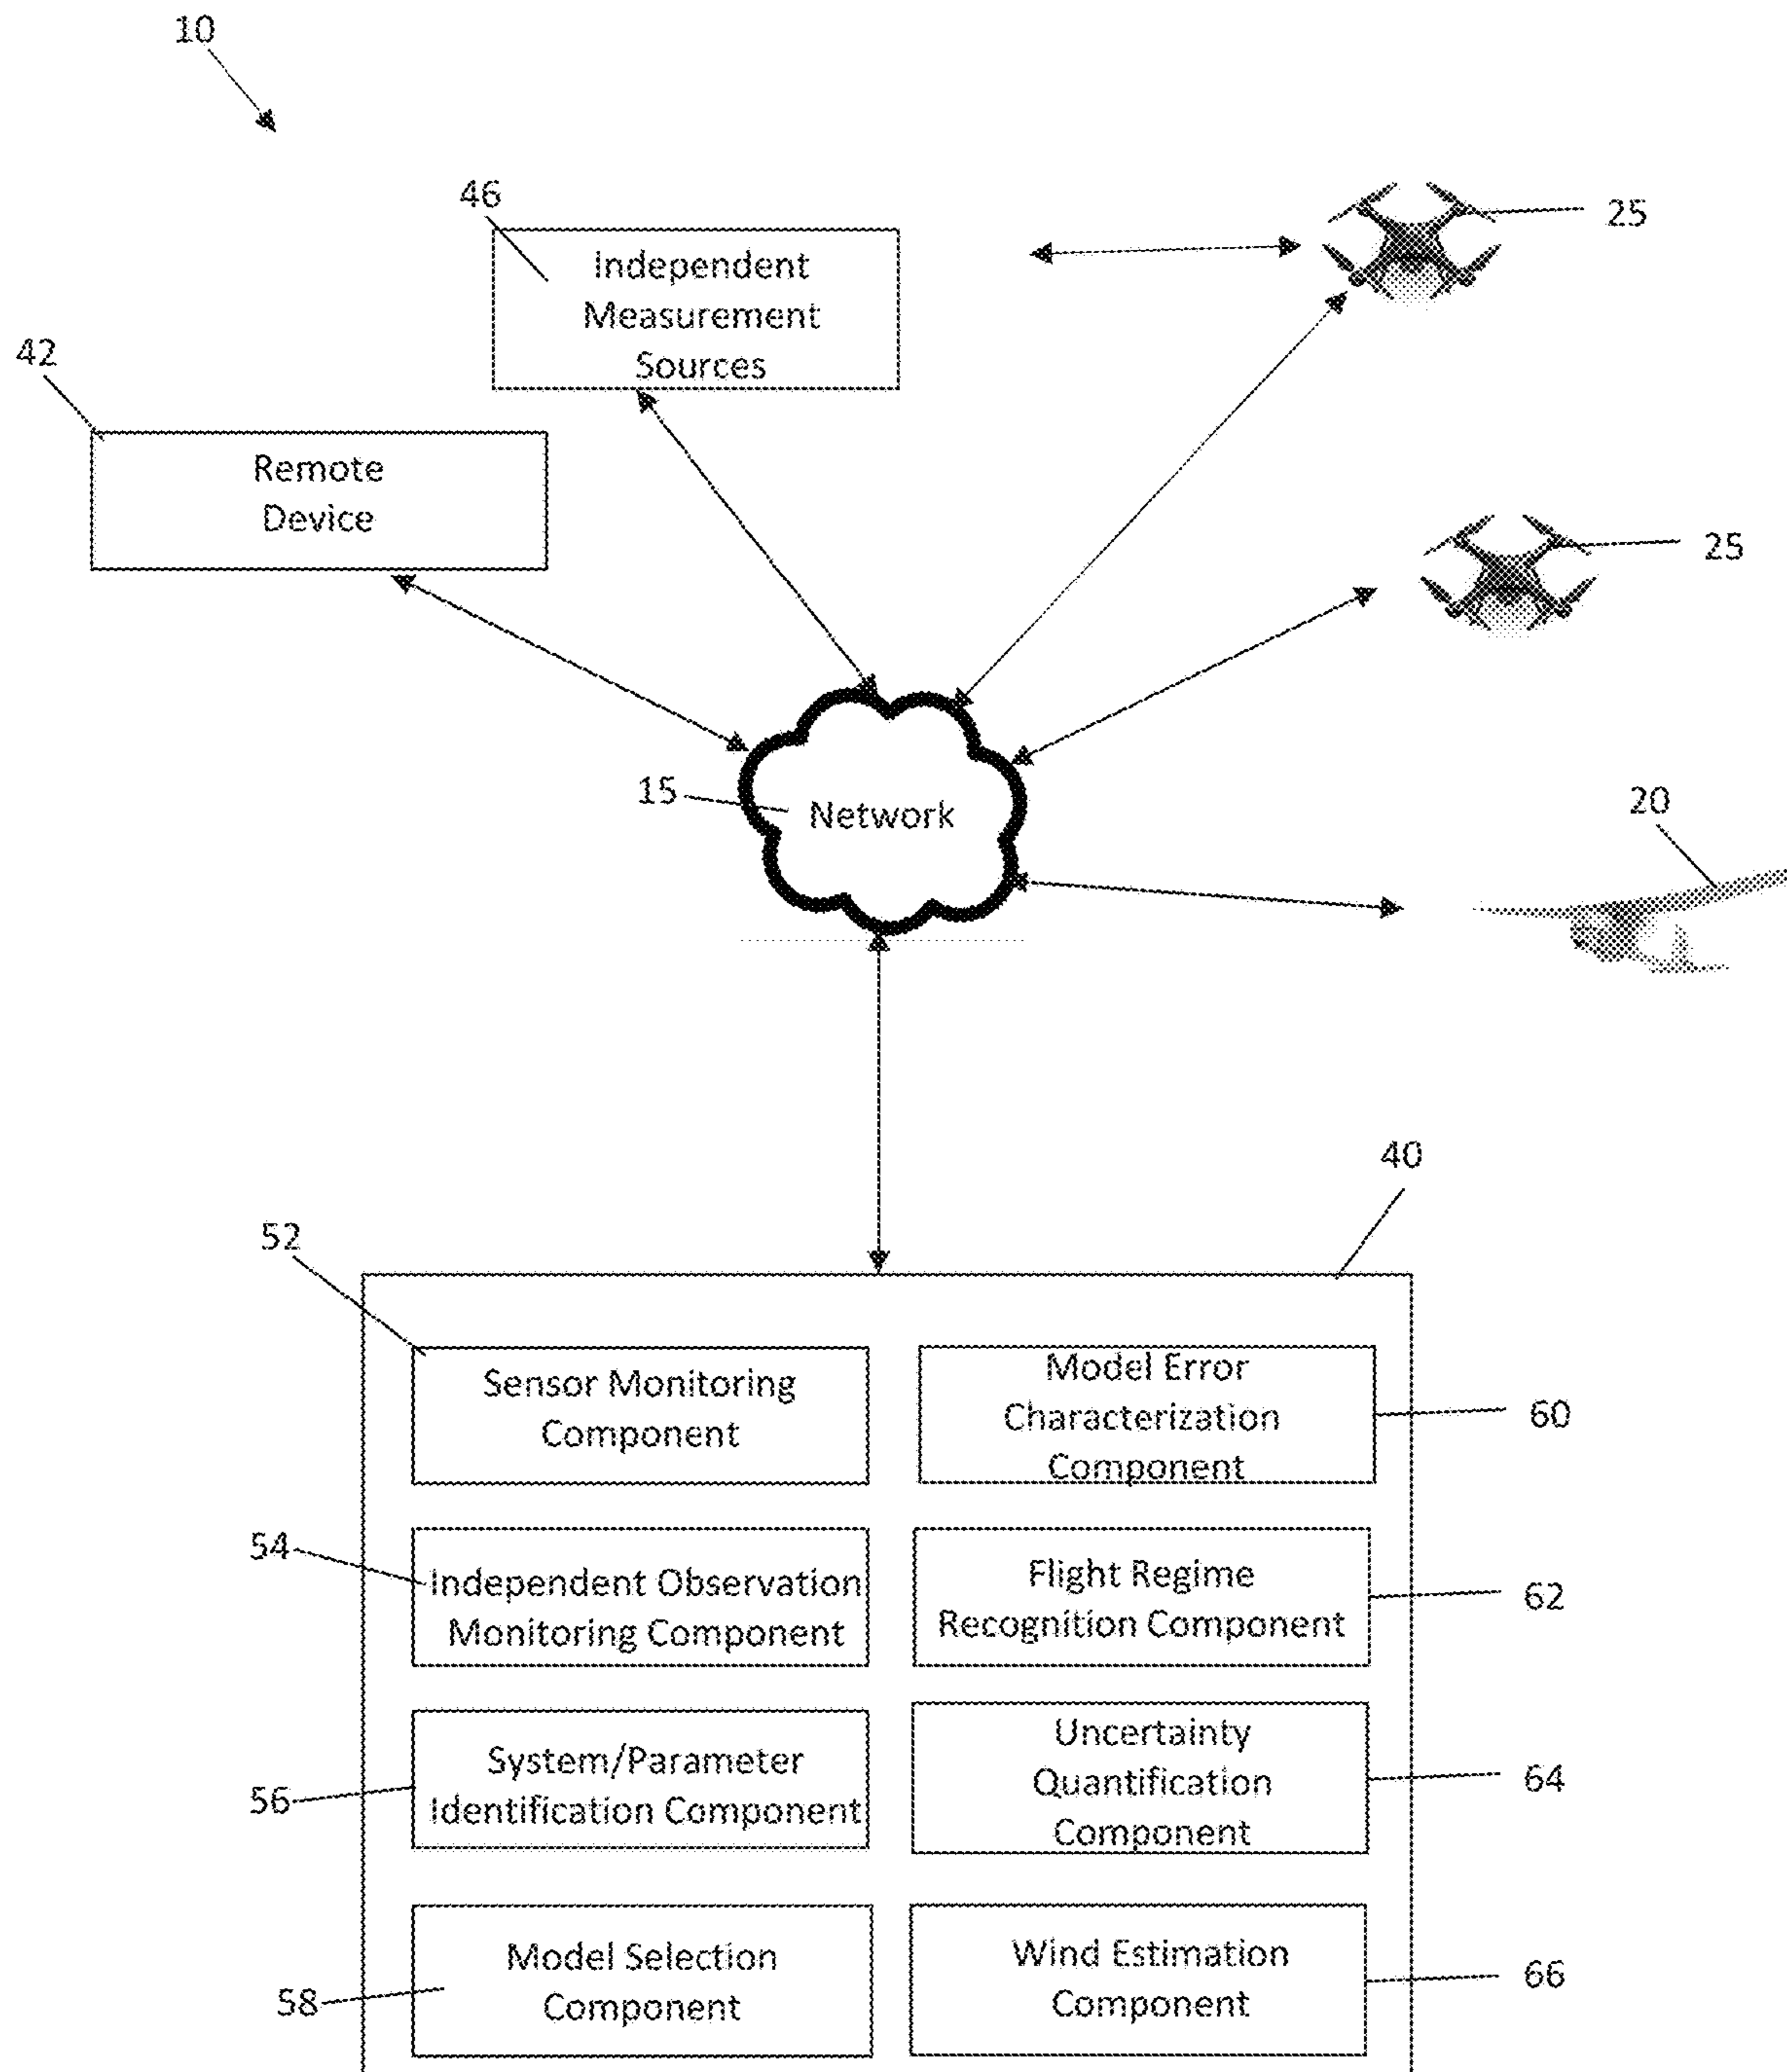 10
46
Independent
Measurement
Sources
25
42
Remote
Device
25
15
Network
20
40
52
Sensor Monitoring
Component
Model Error
Characterization
Component
60
54
Independent Observation
Monitoring Component
Flight Regime
Recognition Component
62
56
System/Parameter
Identification Component
Uncertainty
Quantification
Component
64
58
Model Selection
Component
Wind Estimation
Component
66